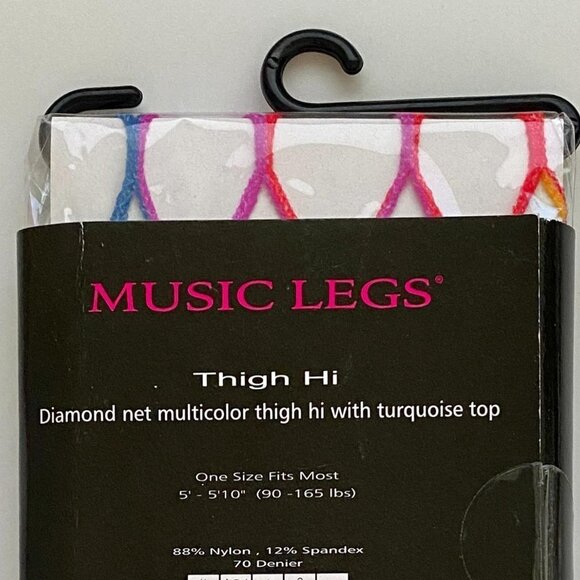 MUSIC LEGS®
Thigh Hi
Diamond net multicolor thigh hi with turquoise top
One Size Fits Most
5' - 5'10" (90 -165 lbs)
88% Nylon , 12% Spandex
70 Denier